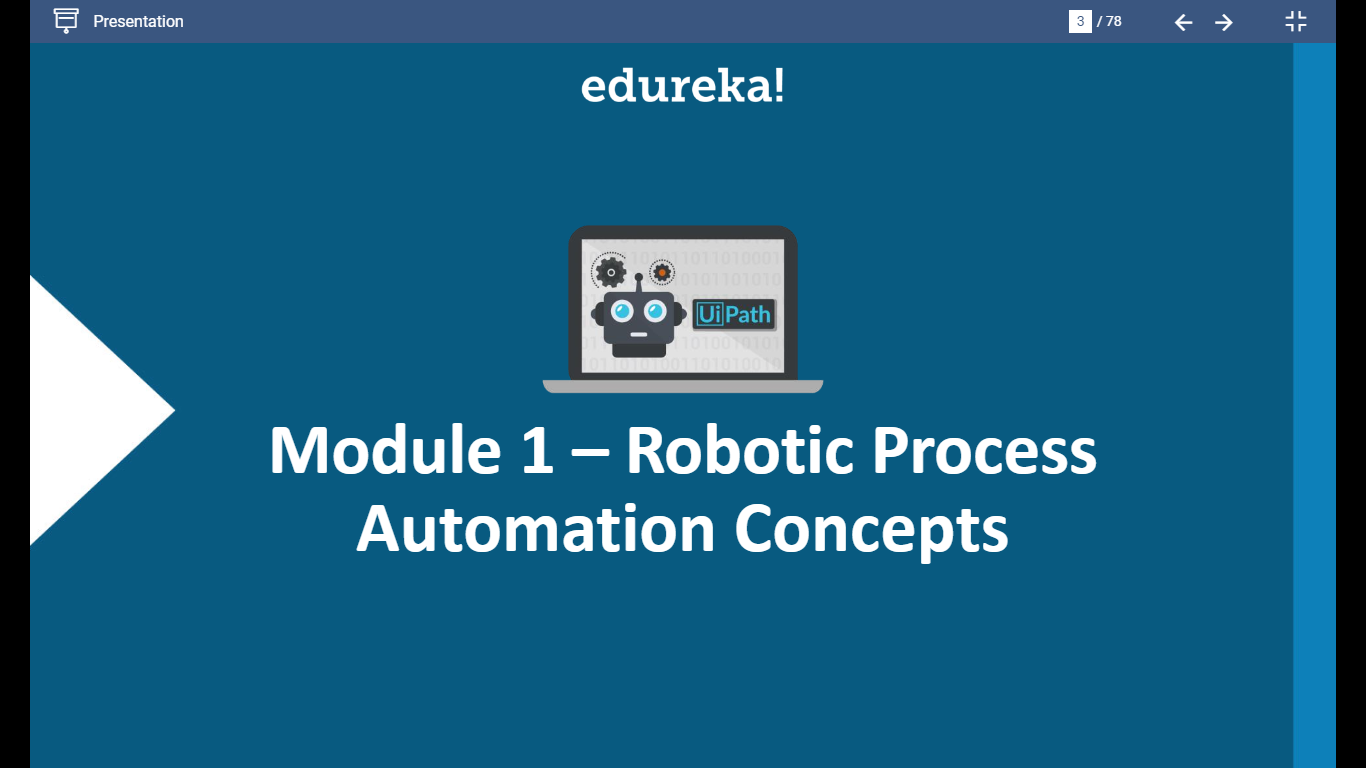 Presentation
3 / 78
edureka!
UiPath
Module 1 – Robotic Process
Automation Concepts